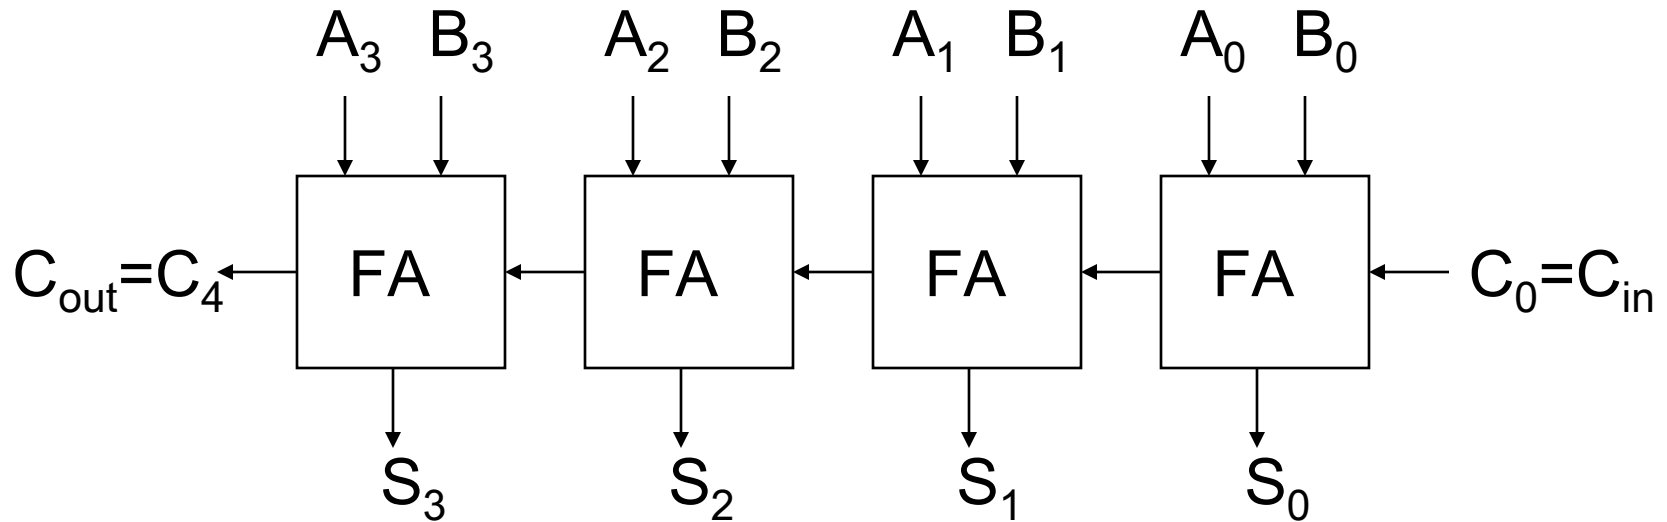 A3 B3 A2 B2 A1 B1 A0 B0
Cout=C4 FA FA FA FA C0=Cin
S3 S2 S1 S0